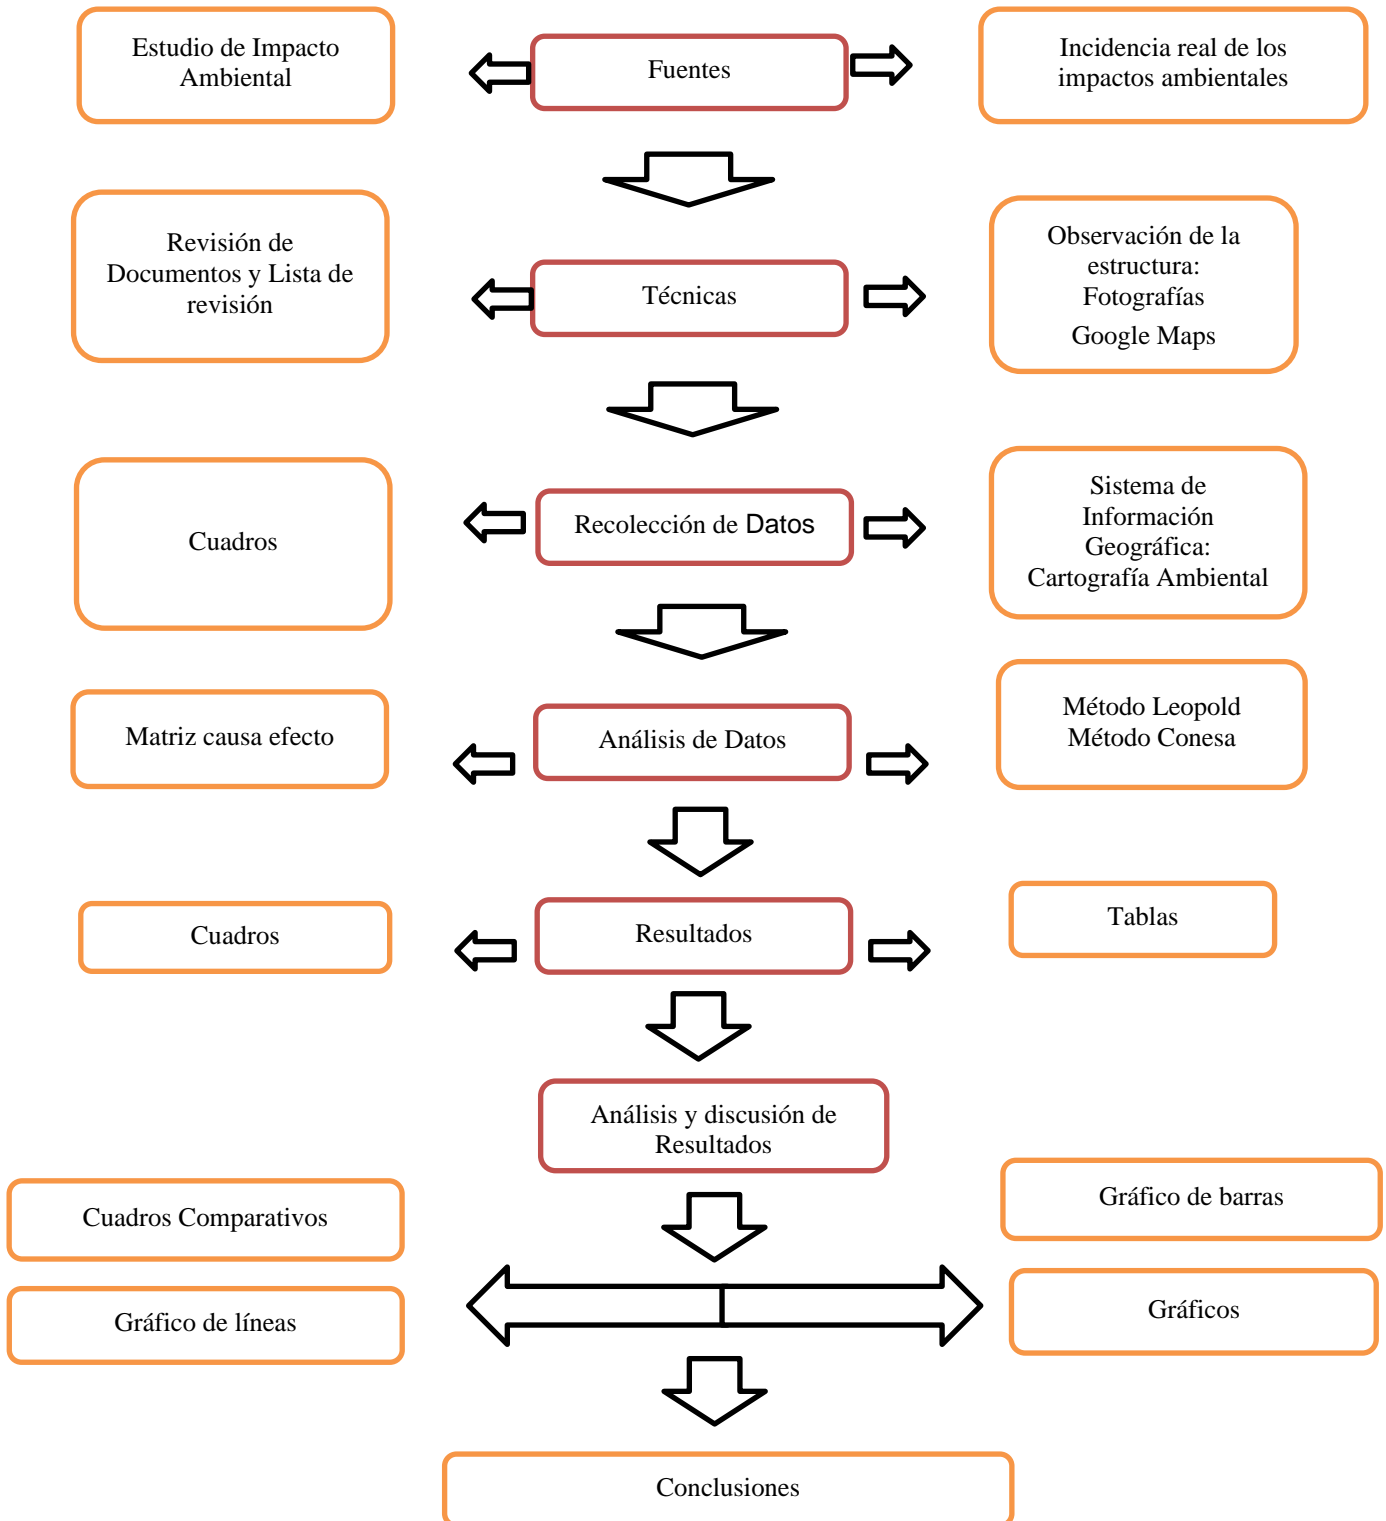 Estudio de Impacto
Ambiental
Fuentes
Incidencia real de los
impactos ambientales
Revisión de
Documentos y Lista de
revisión
Técnicas
Observación de la
estructura:
Fotografías
Google Maps
Cuadros
Recolección de Datos
Sistema de
Información
Geográfica:
Cartografía Ambiental
Matriz causa efecto
Análisis de Datos
Método Leopold
Método Conesa
Cuadros
Resultados
Tablas
Análisis y discusión de
Resultados
Cuadros Comparativos
Gráfico de barras
Gráfico de líneas
Gráficos
Conclusiones